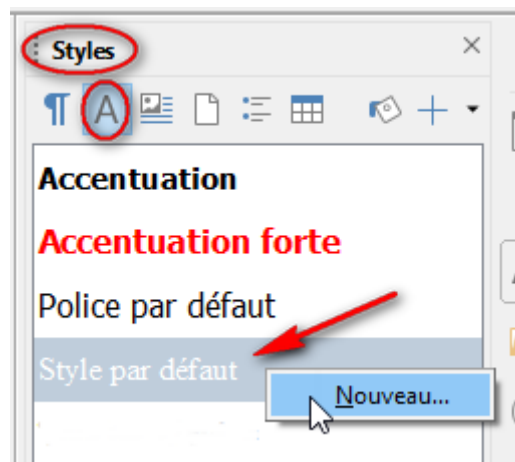 Styles
A
Accentuation
Accentuation forte
Police par défaut
Style par défaut
Nouveau...